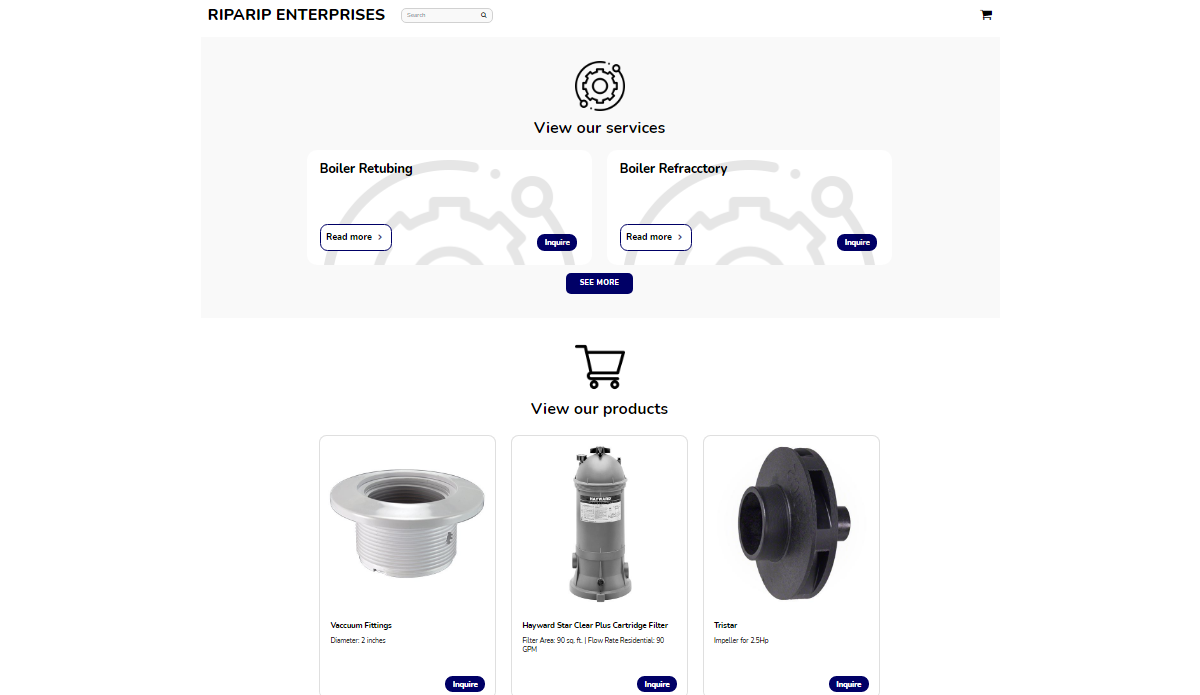 RIPARIP ENTERPRISES
Search
View our services
Boiler Retubing
Boiler Refracctory
Read more
Inquire
Read more
Inquire
SEE MORE
View our products
HAYWARD
Vaccuum Fittings
Hayward Star Clear Plus Cartridge Filter
Tristar
Diameter: 2 inches
Filter Area: 90 sq. ft. | Flow Rate Residential: 90
GPM
Impeller for 2.5Hp
Inquire
Inquire
Inquire